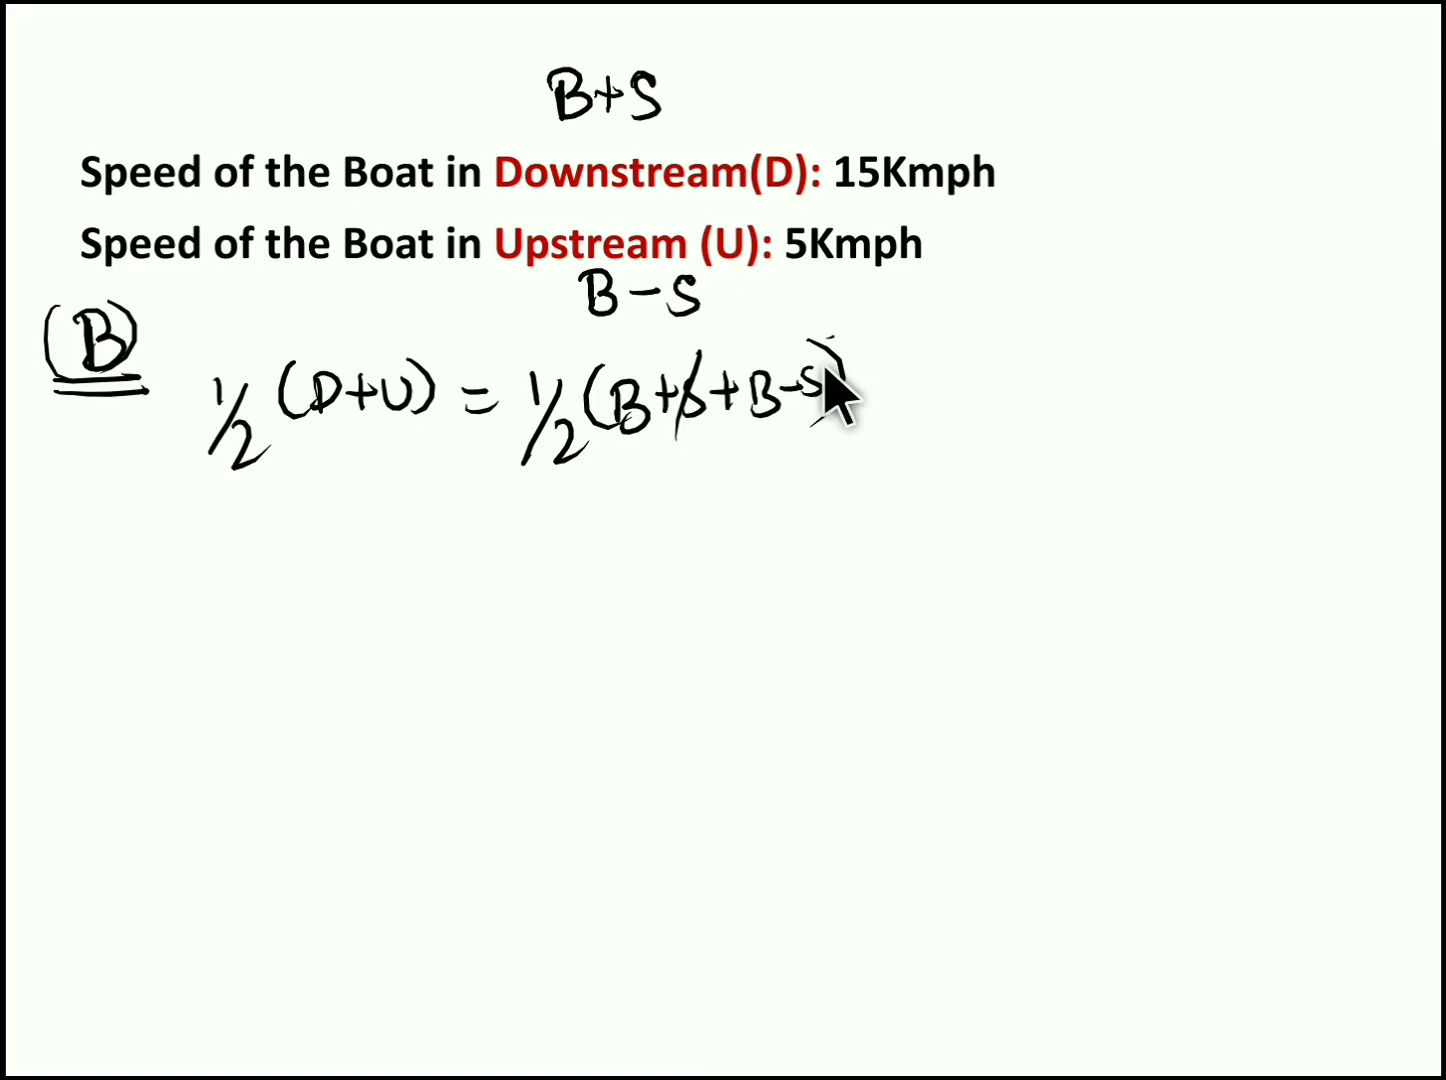 B+S
Speed of the Boat in Downstream(D): 15Kmph
Speed of the Boat in Upstream (U): 5Kmph
B-S
(B)
1/2 (D+U) = 1/2 (B+S+B-S)